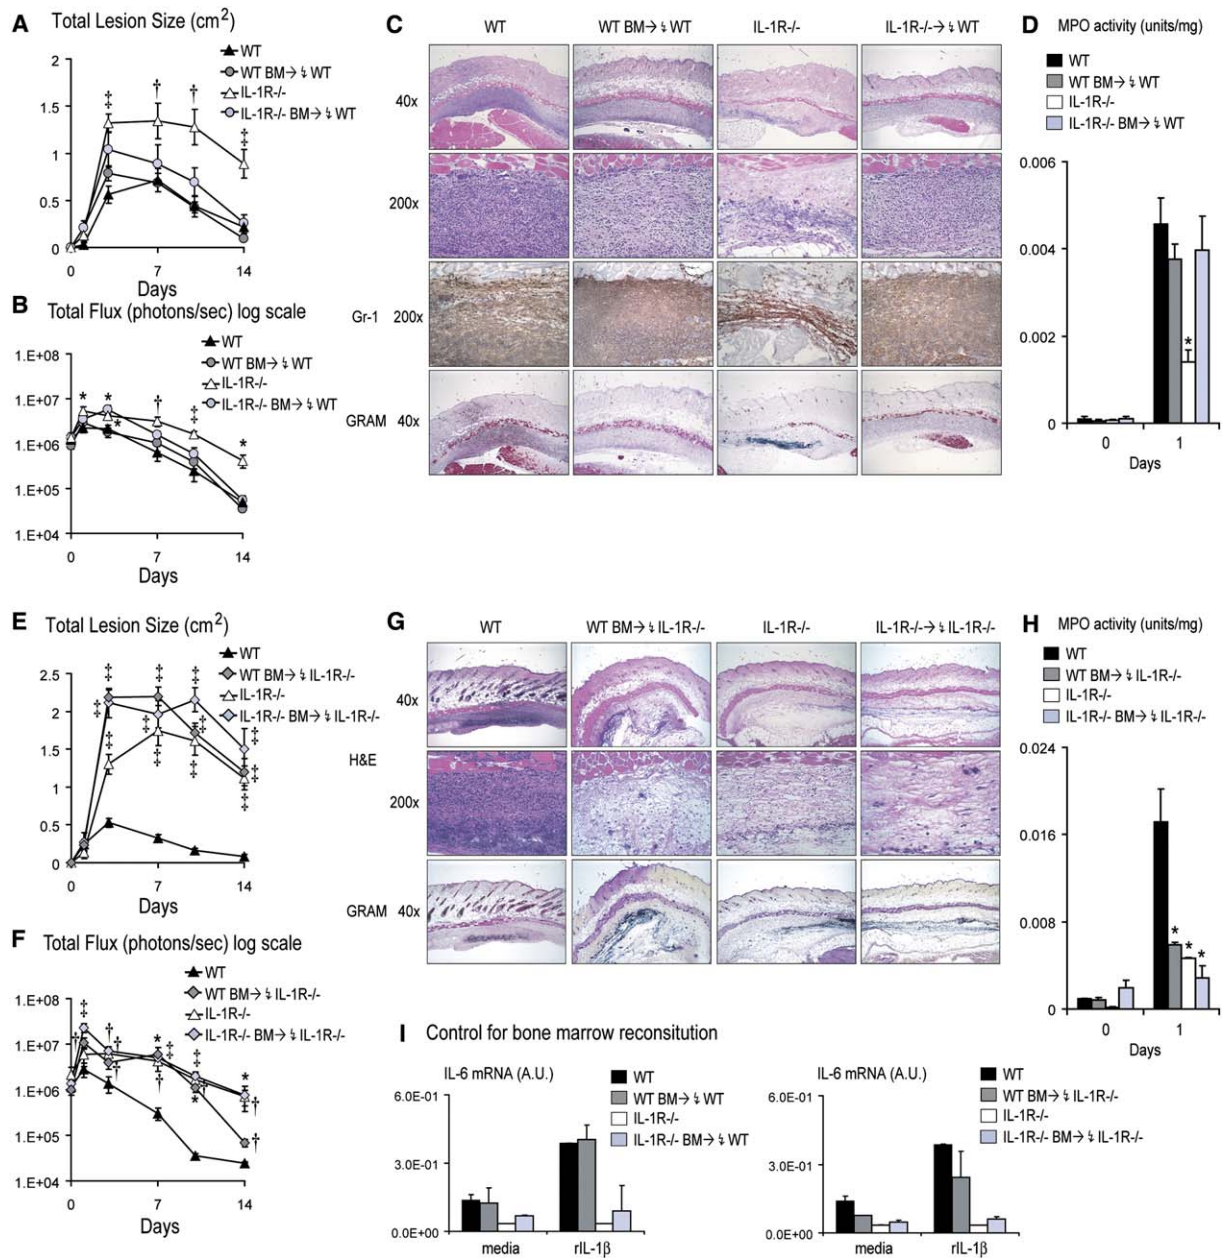 A Total Lesion Size (cm²)
WT
WT BM→↯WT
IL-1R-/-
IL-1R-/- BM→↯WT
2
1.5
1
0.5
0
‡ † † ‡
0 7 14
Days
B Total Flux (photons/sec) log scale
WT
WT BM→↯WT
IL-1R-/-
IL-1R-/- BM→↯WT
1.E+08
1.E+07
1.E+06
1.E+05
1.E+04
* * * † ‡ *
0 7 14
Days
C
WT WT BM→↯WT IL-1R-/- IL-1R-/-→↯WT
40x
200x
Gr-1 200x
GRAM 40x
D MPO activity (units/mg)
WT
WT BM→↯WT
IL-1R-/-
IL-1R-/- BM→↯WT
0.006
0.004
0.002
0
*
0 1
Days
E Total Lesion Size (cm²)
WT
WT BM→↯IL-1R-/-
IL-1R-/-
IL-1R-/- BM→↯IL-1R-/-
2.5
2
1.5
1
0.5
0
‡ ‡ ‡ ‡ ‡ ‡ ‡ ‡ ‡ ‡ ‡ ‡
0 7 14
Days
F Total Flux (photons/sec) log scale
WT
WT BM→↯IL-1R-/-
IL-1R-/-
IL-1R-/- BM→↯IL-1R-/-
1.E+08
1.E+07
1.E+06
1.E+05
1.E+04
† ‡ † † † * ‡ † ‡ * * † †
0 7 14
Days
G
WT WT BM→↯IL-1R-/- IL-1R-/- IL-1R-/-→↯IL-1R-/-
40x
H&E
200x
GRAM 40x
H MPO activity (units/mg)
WT
WT BM→↯IL-1R-/-
IL-1R-/-
IL-1R-/- BM→↯IL-1R-/-
0.024
0.016
0.008
0
* * *
0 1
Days
I Control for bone marrow reconsitution
IL-6 mRNA (A.U.)
WT
WT BM→↯WT
IL-1R-/-
IL-1R-/- BM→↯WT
6.0E-01
3.0E-01
0.0E+00
media rIL-1β
IL-6 mRNA (A.U.)
WT
WT BM→↯IL-1R-/-
IL-1R-/-
IL-1R-/- BM→↯IL-1R-/-
6.0E-01
3.0E-01
0.0E+00
media rIL-1β